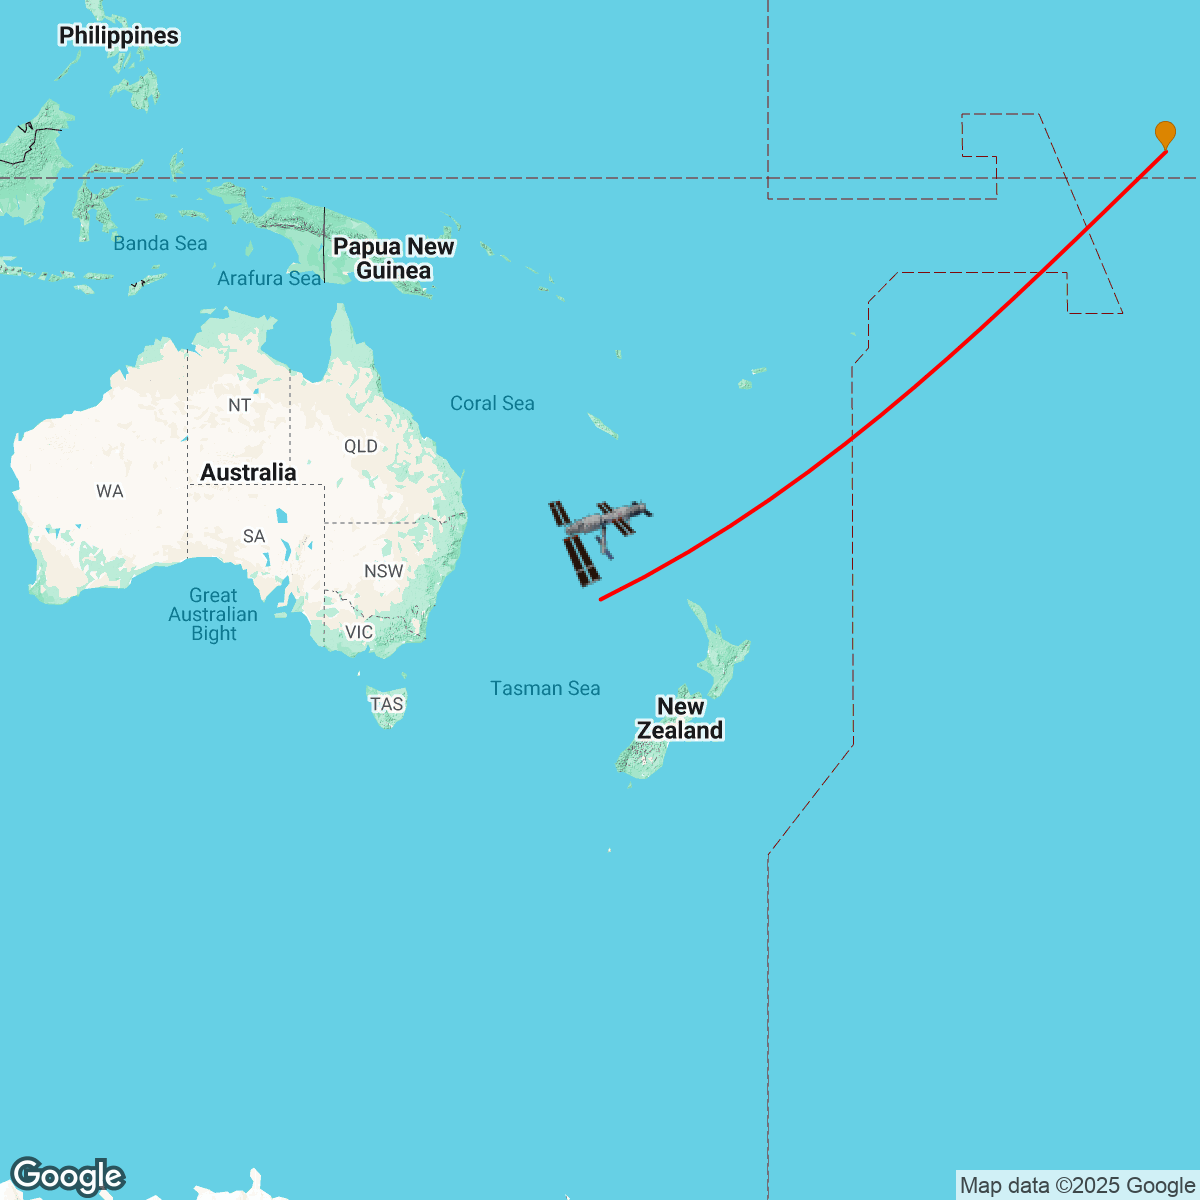 Philippines
Banda Sea
Papua New
Guinea
Arafura Sea
Coral Sea
NT
QLD
Australia
WA
SA
NSW
Great
Australian
Bight
VIC
Tasman Sea
TAS
New
Zealand
Google
Map data ©2025 Google